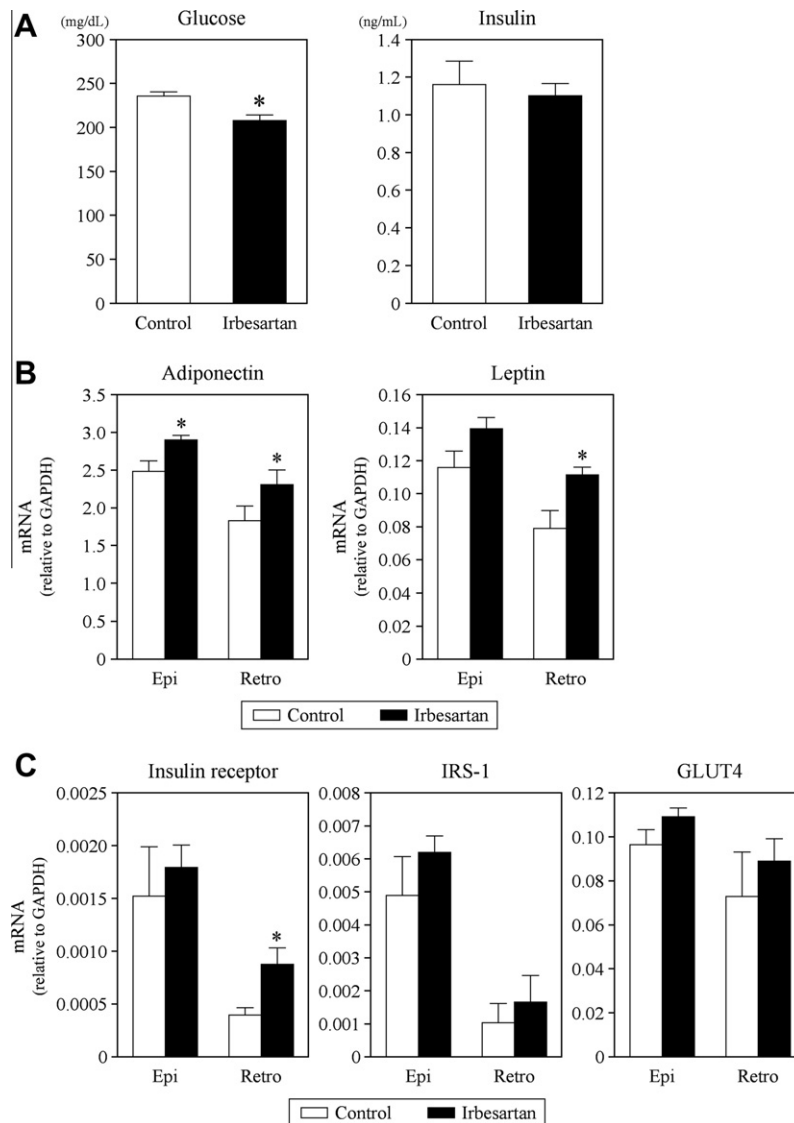 A
(mg/dL)
Glucose
300
250
200
150
100
50
0
*
Control
Irbesartan
(ng/mL)
Insulin
1.4
1.2
1.0
0.8
0.6
0.4
0.2
0
Control
Irbesartan
B
Adiponectin
mRNA
(relative to GAPDH)
3.5
3.0
2.5
2.0
1.5
1.0
0.5
0
*
*
Epi
Retro
Leptin
mRNA
(relative to GAPDH)
0.16
0.14
0.12
0.10
0.08
0.06
0.04
0.02
0
*
Epi
Retro
Control
Irbesartan
C
Insulin receptor
mRNA
(relative to GAPDH)
0.0025
0.0020
0.0015
0.0010
0.0005
0
*
Epi
Retro
IRS-1
0.008
0.007
0.006
0.005
0.004
0.003
0.002
0.001
0
Epi
Retro
GLUT4
0.12
0.10
0.08
0.06
0.04
0.02
0
Epi
Retro
Control
Irbesartan